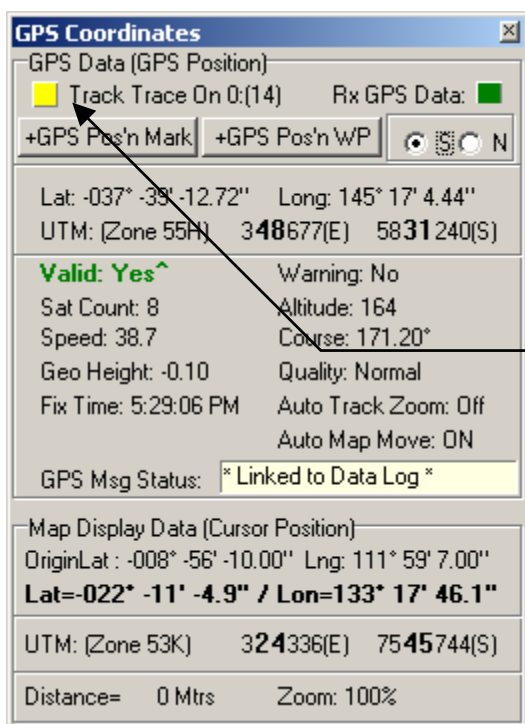 GPS Coordinates
GPS Data (GPS Position)
Track Trace On 0:(14) Rx GPS Data:
+GPS Pos'n Mark +GPS Pos'n WP S N
Lat: -037° -39' -12.72'' Long: 145° 17' 4.44''
UTM: (Zone 55H) 348677(E) 5831240(S)
Valid: Yes^ Warning: No
Sat Count: 8 Altitude: 164
Speed: 38.7 Course: 171.20°
Geo Height: -0.10 Quality: Normal
Fix Time: 5:29:06 PM Auto Track Zoom: Off
Auto Map Move: ON
GPS Msg Status: * Linked to Data Log *
Map Display Data (Cursor Position)
OriginLat : -008° -56' -10.00'' Lng: 111° 59' 7.00''
Lat=-022° -11' -4.9" / Lon=133° 17' 46.1"
UTM: (Zone 53K) 324336(E) 7545744(S)
Distance= 0 Mtrs Zoom: 100%